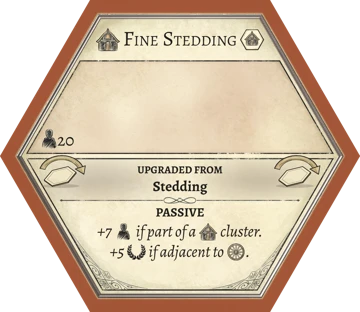 Fine Stedding
20
UPGRADED FROM
Stedding
PASSIVE
+7 if part of a cluster.
+5 if adjacent to .